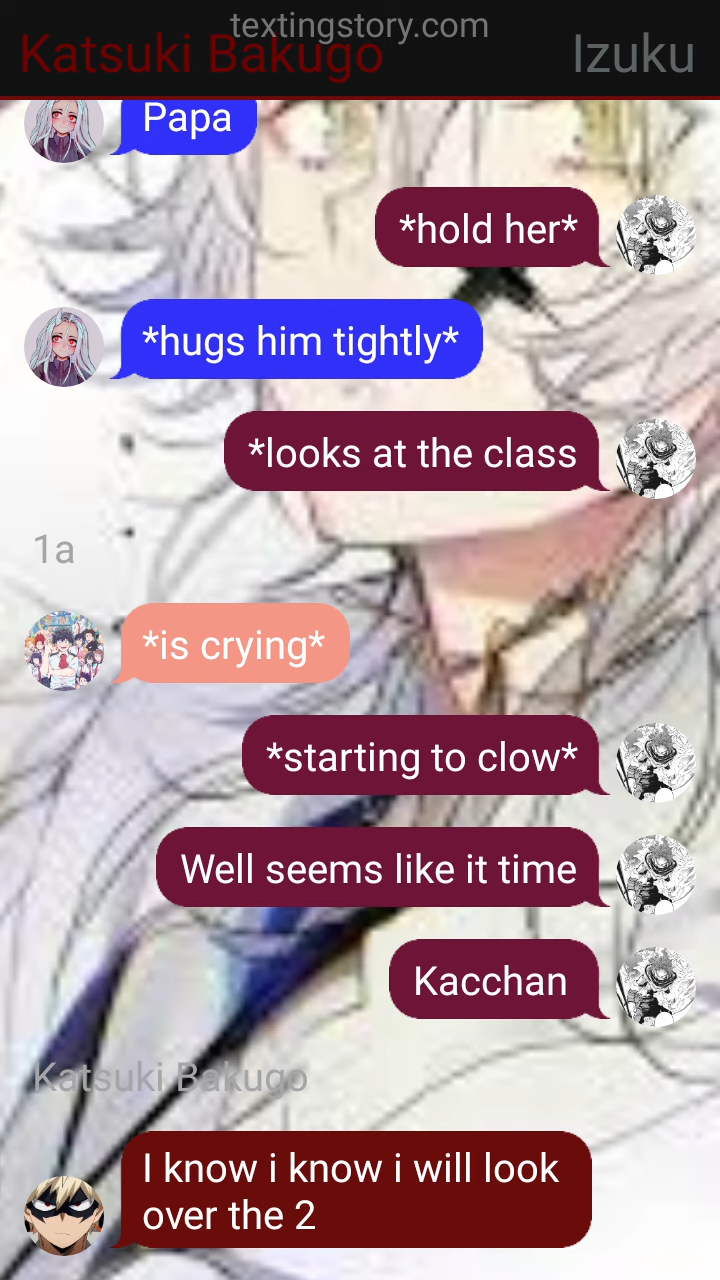 textingstory.com
Katsuki Bakugo
Izuku
Papa
*hold her*
*hugs him tightly*
*looks at the class
1a
*is crying*
*starting to clow*
Well seems like it time
Kacchan
Katsuki Bakugo
I know i know i will look
over the 2